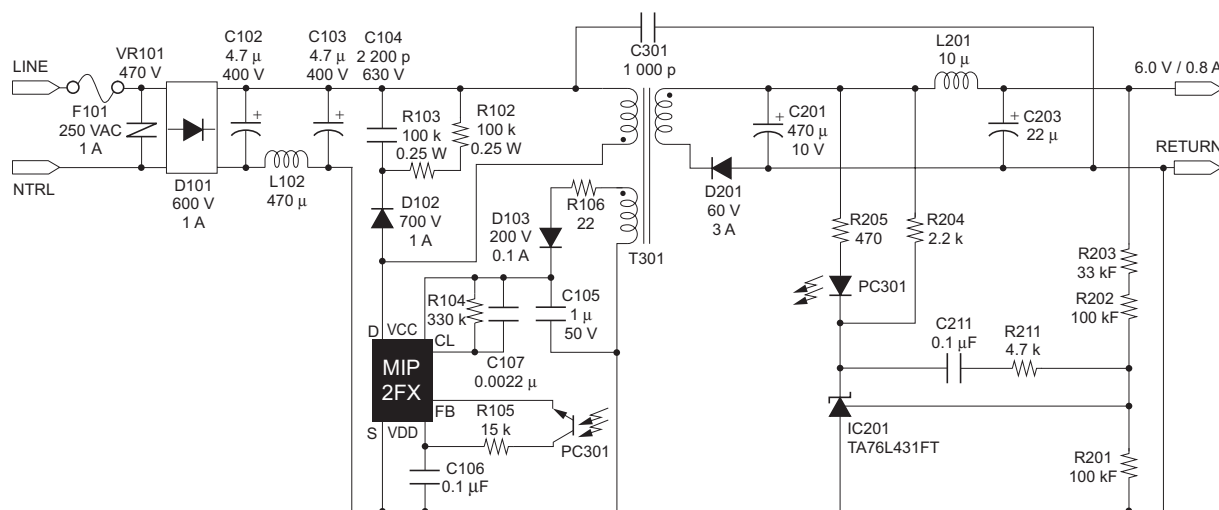 LINE
F101
250 VAC
1 A
NTRL
VR101
470 V
D101
600 V
1 A
C102
4.7 μ
400 V
+
L102
470 μ
C103
4.7 μ
400 V
+
C104
2 200 p
630 V
R103
100 k
0.25 W
R102
100 k
0.25 W
D102
700 V
1 A
D103
200 V
0.1 A
R106
22
C301
1 000 p
T301
R104
330 k
C105
1 μ
50 V
C107
0.0022 μ
D
VCC
CL
MIP
2FX
FB
S
VDD
R105
15 k
PC301
C106
0.1 μF
D201
60 V
3 A
+
C201
470 μ
10 V
L201
10 μ
+
C203
22 μ
6.0 V / 0.8 A
RETURN
R205
470
R204
2.2 k
PC301
R203
33 kF
R202
100 kF
C211
0.1 μF
R211
4.7 k
IC201
TA76L431FT
R201
100 kF